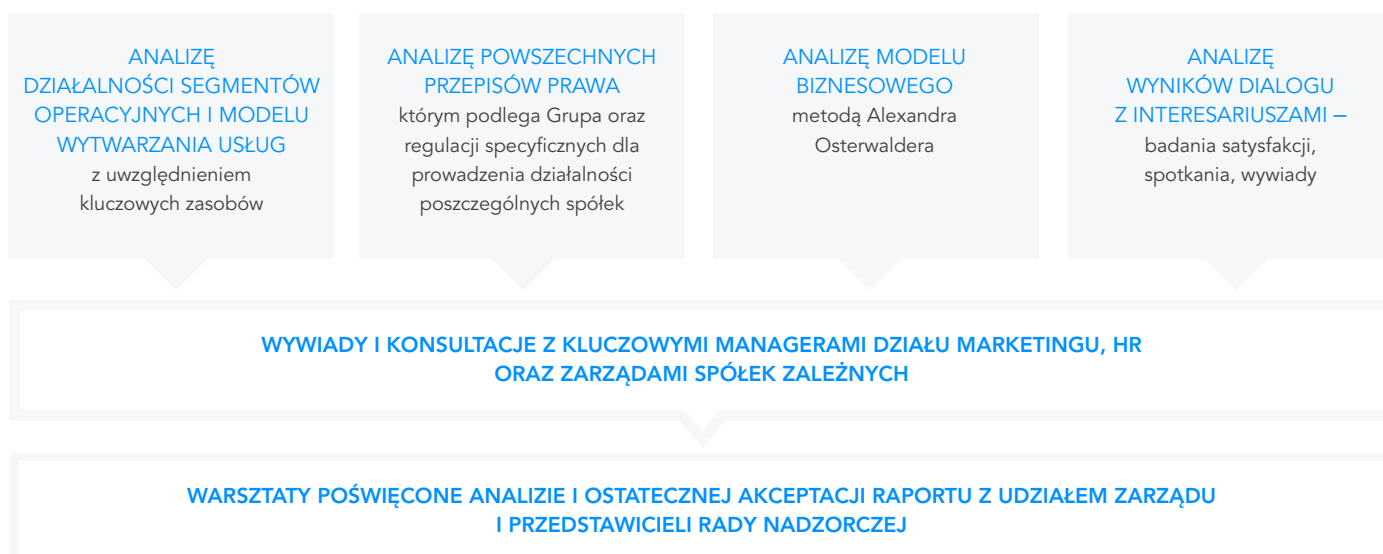 ANALIZĘ
DZIAŁALNOŚCI SEGMENTÓW
OPERACYJNYCH I MODELU
WYTWARZANIA USŁUG
z uwzględnieniem
kluczowych zasobów
ANALIZĘ POWSZECHNYCH
PRZEPISÓW PRAWA
którym podlega Grupa oraz
regulacji specyficznych dla
prowadzenia działalności
poszczególnych spółek
ANALIZĘ MODELU
BIZNESOWEGO
metodą Alexandra
Osterwaldera
ANALIZĘ
WYNIKÓW DIALOGU
Z INTERESARIUSZAMI –
badania satysfakcji,
spotkania, wywiady
WYWIADY I KONSULTACJE Z KLUCZOWYMI MANAGERAMI DZIAŁU MARKETINGU, HR
ORAZ ZARZĄDAMI SPÓŁEK ZALEŻNYCH
WARSZTATY POŚWIĘCONE ANALIZIE I OSTATECZNEJ AKCEPTACJI RAPORTU Z UDZIAŁEM ZARZĄDU
I PRZEDSTAWICIELI RADY NADZORCZEJ